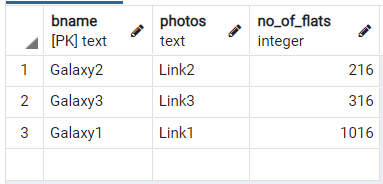 bname photos no_of_flats
[PK] text text integer
1 Galaxy2 Link2 216
2 Galaxy3 Link3 316
3 Galaxy1 Link1 1016